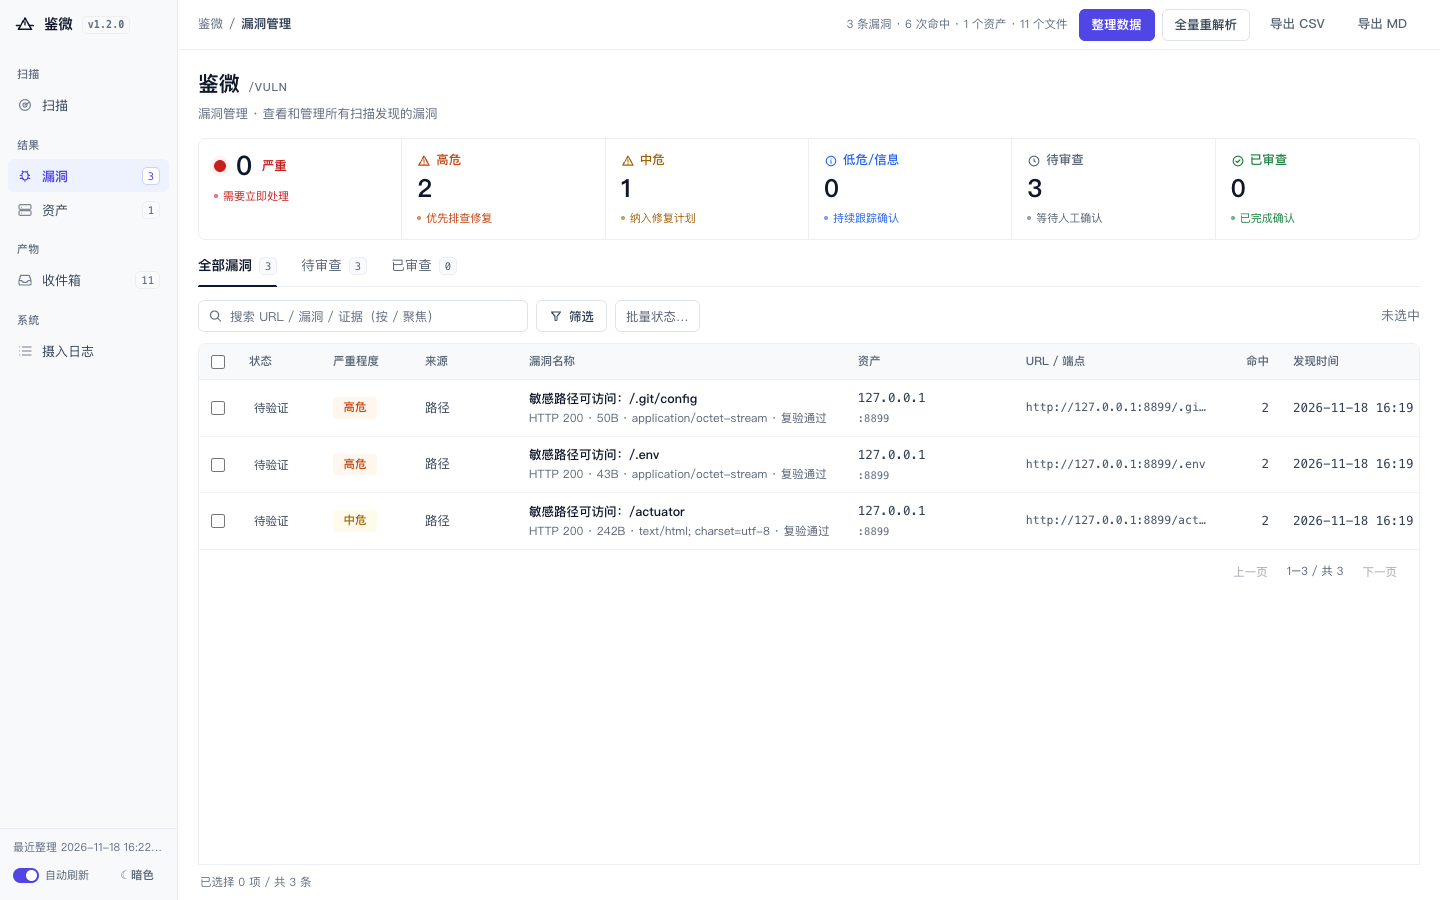 鉴微 v1.2.0
扫描
扫描
结果
漏洞 3
资产 1
产物
收件箱 11
系统
摄入日志
最近整理 2026-11-18 16:22…
自动刷新 ☾暗色
鉴微 / 漏洞管理
3 条漏洞 · 6 次命中 · 1 个资产 · 11 个文件 整理数据 全量重解析 导出 CSV 导出 MD
鉴微 /VULN
漏洞管理 · 查看和管理所有扫描发现的漏洞
0 严重
需要立即处理
高危
2
优先排查修复
中危
1
纳入修复计划
低危/信息
0
持续跟踪确认
待审查
3
等待人工确认
已审查
0
已完成确认
全部漏洞 3 待审查 3 已审查 0
搜索 URL / 漏洞 / 证据（按 / 聚焦） 筛选 批量状态… 未选中
状态 严重程度 来源 漏洞名称 资产 URL / 端点 命中 发现时间
待验证 高危 路径 敏感路径可访问：/.git/config 127.0.0.1 http://127.0.0.1:8899/.gi… 2 2026-11-18 16:19
HTTP 200 · 50B · application/octet-stream · 复验通过 :8899
待验证 高危 路径 敏感路径可访问：/.env 127.0.0.1 http://127.0.0.1:8899/.env 2 2026-11-18 16:19
HTTP 200 · 43B · application/octet-stream · 复验通过 :8899
待验证 中危 路径 敏感路径可访问：/actuator 127.0.0.1 http://127.0.0.1:8899/act… 2 2026-11-18 16:19
HTTP 200 · 242B · text/html; charset=utf-8 · 复验通过 :8899
上一页 1—3 / 共 3 下一页
已选择 0 项 / 共 3 条